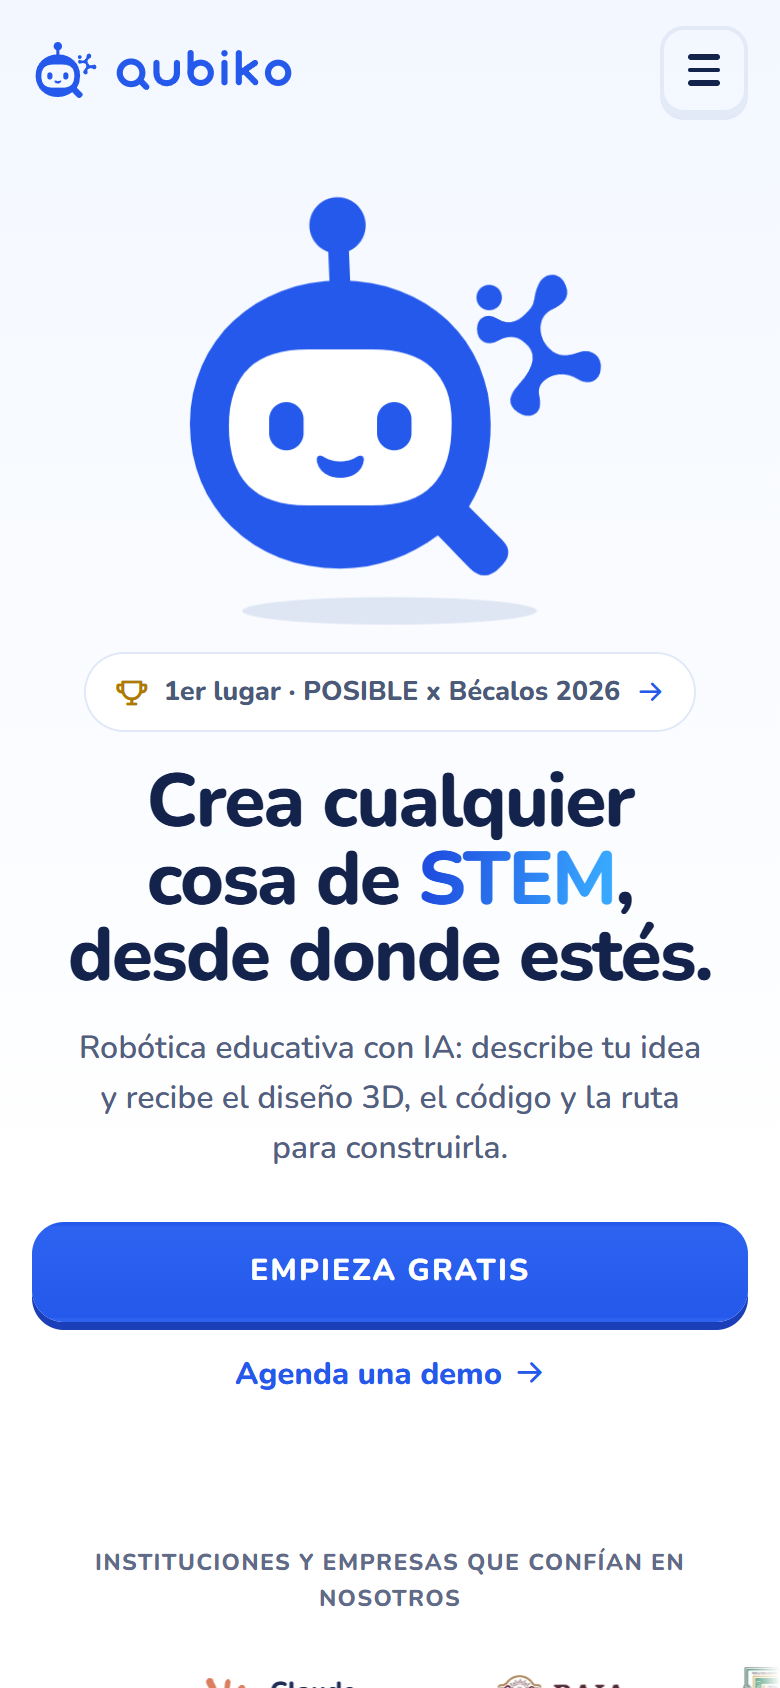 qubiko
1er lugar · POSIBLE x Bécalos 2026 →
Crea cualquier
cosa de STEM,
desde donde estés.
Robótica educativa con IA: describe tu idea
y recibe el diseño 3D, el código y la ruta
para construirla.
EMPIEZA GRATIS
Agenda una demo →
INSTITUCIONES Y EMPRESAS QUE CONFÍAN EN
NOSOTROS